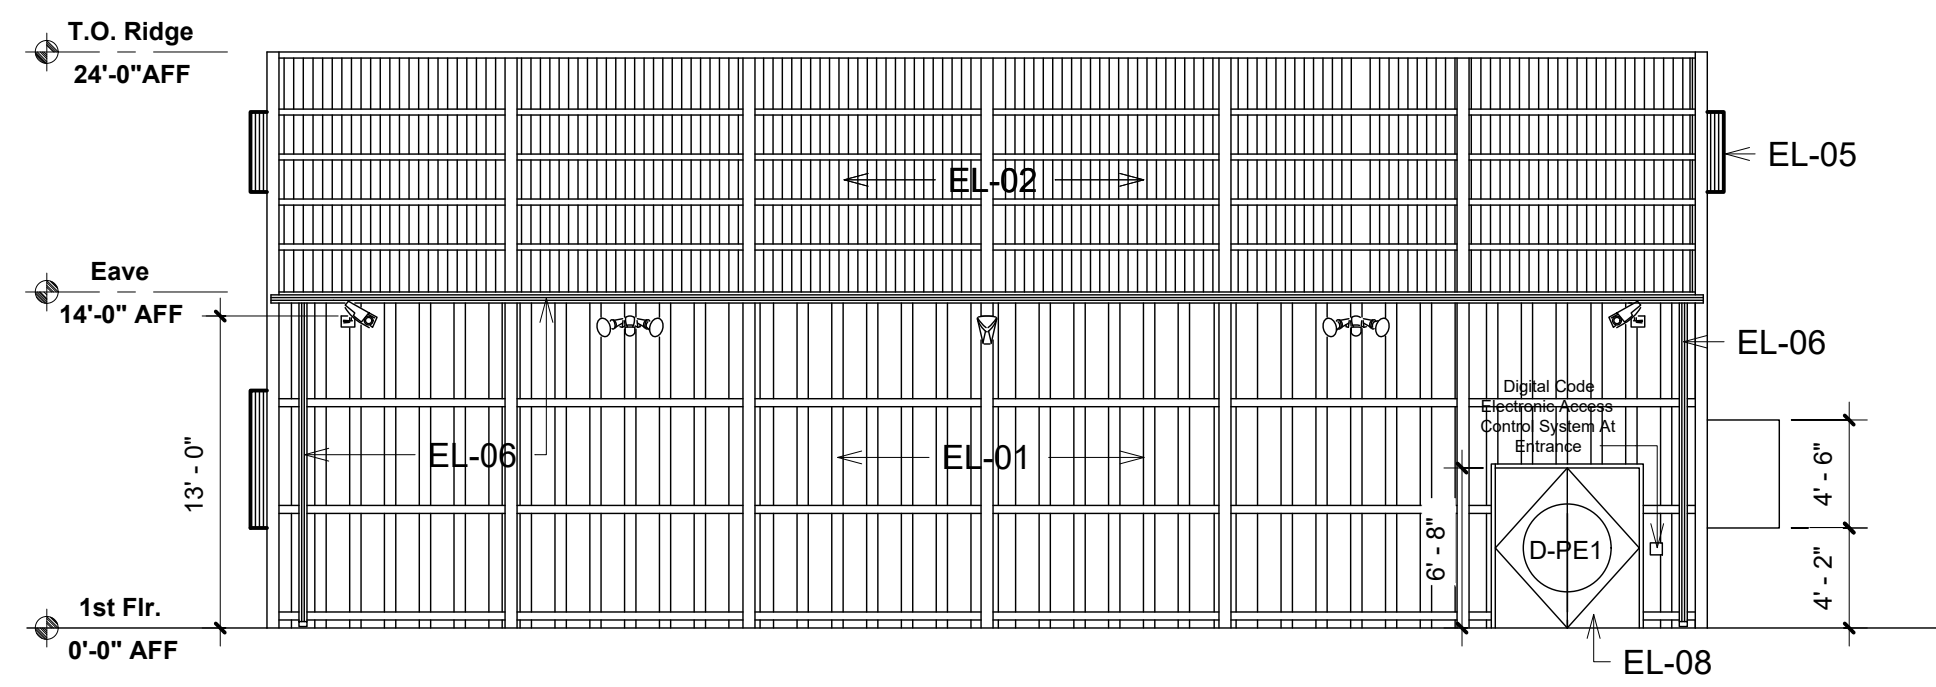 T.O. Ridge
24'-0"AFF
EL-05
EL-02
Eave
14'-0" AFF
EL-06
Digital Code
Electronic Access
Control System At
Entrance
13' - 0"
EL-06
EL-01
4' - 6"
6' - 8"
D-PE1
4' - 2"
1st Flr.
0'-0" AFF
EL-08